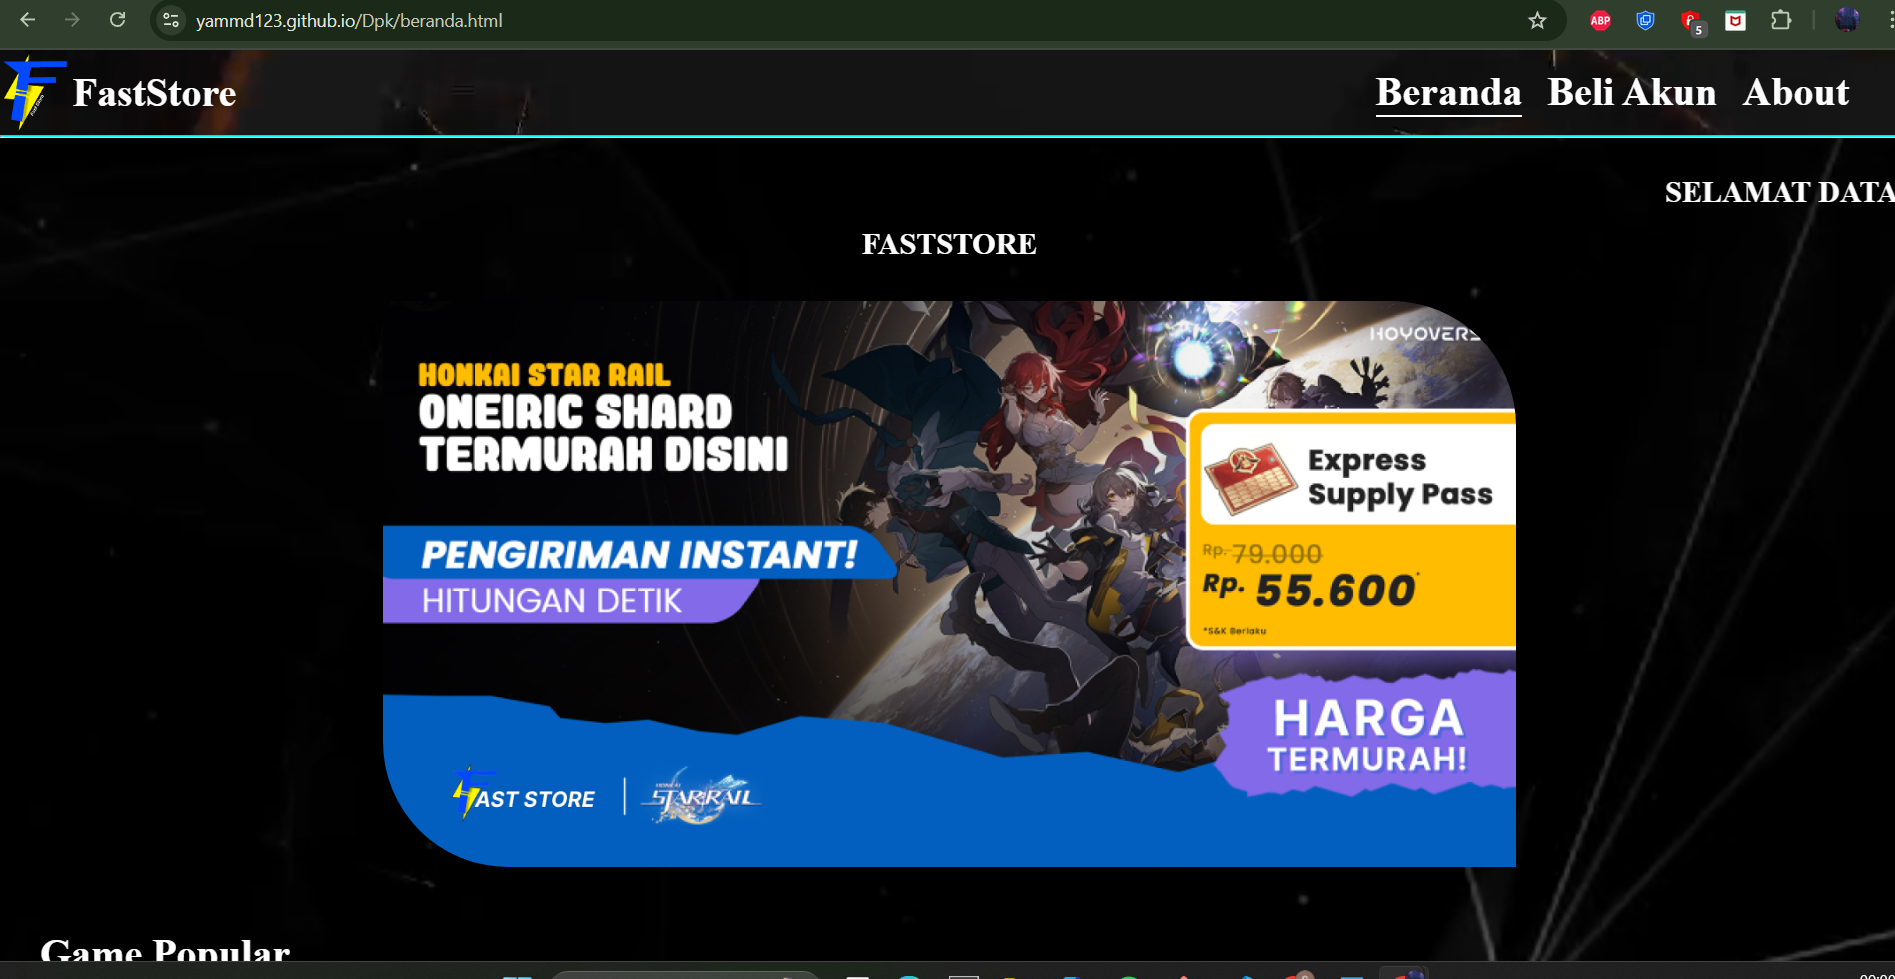 yammd123.github.io/Dpk/beranda.html
ABP
5
FastStore
Beranda Beli Akun About
SELAMAT DATA
FASTSTORE
HOYOVERS
HONKAI STAR RAIL
ONEIRIC SHARD
TERMURAH DISINI
Express
Supply Pass
PENGIRIMAN INSTANT!
HITUNGAN DETIK
Rp. 79.000
Rp. 55.600*
*S&K Berlaku
HARGA
TERMURAH!
FAST STORE
HONKAI
STAR RAIL
Game Popular